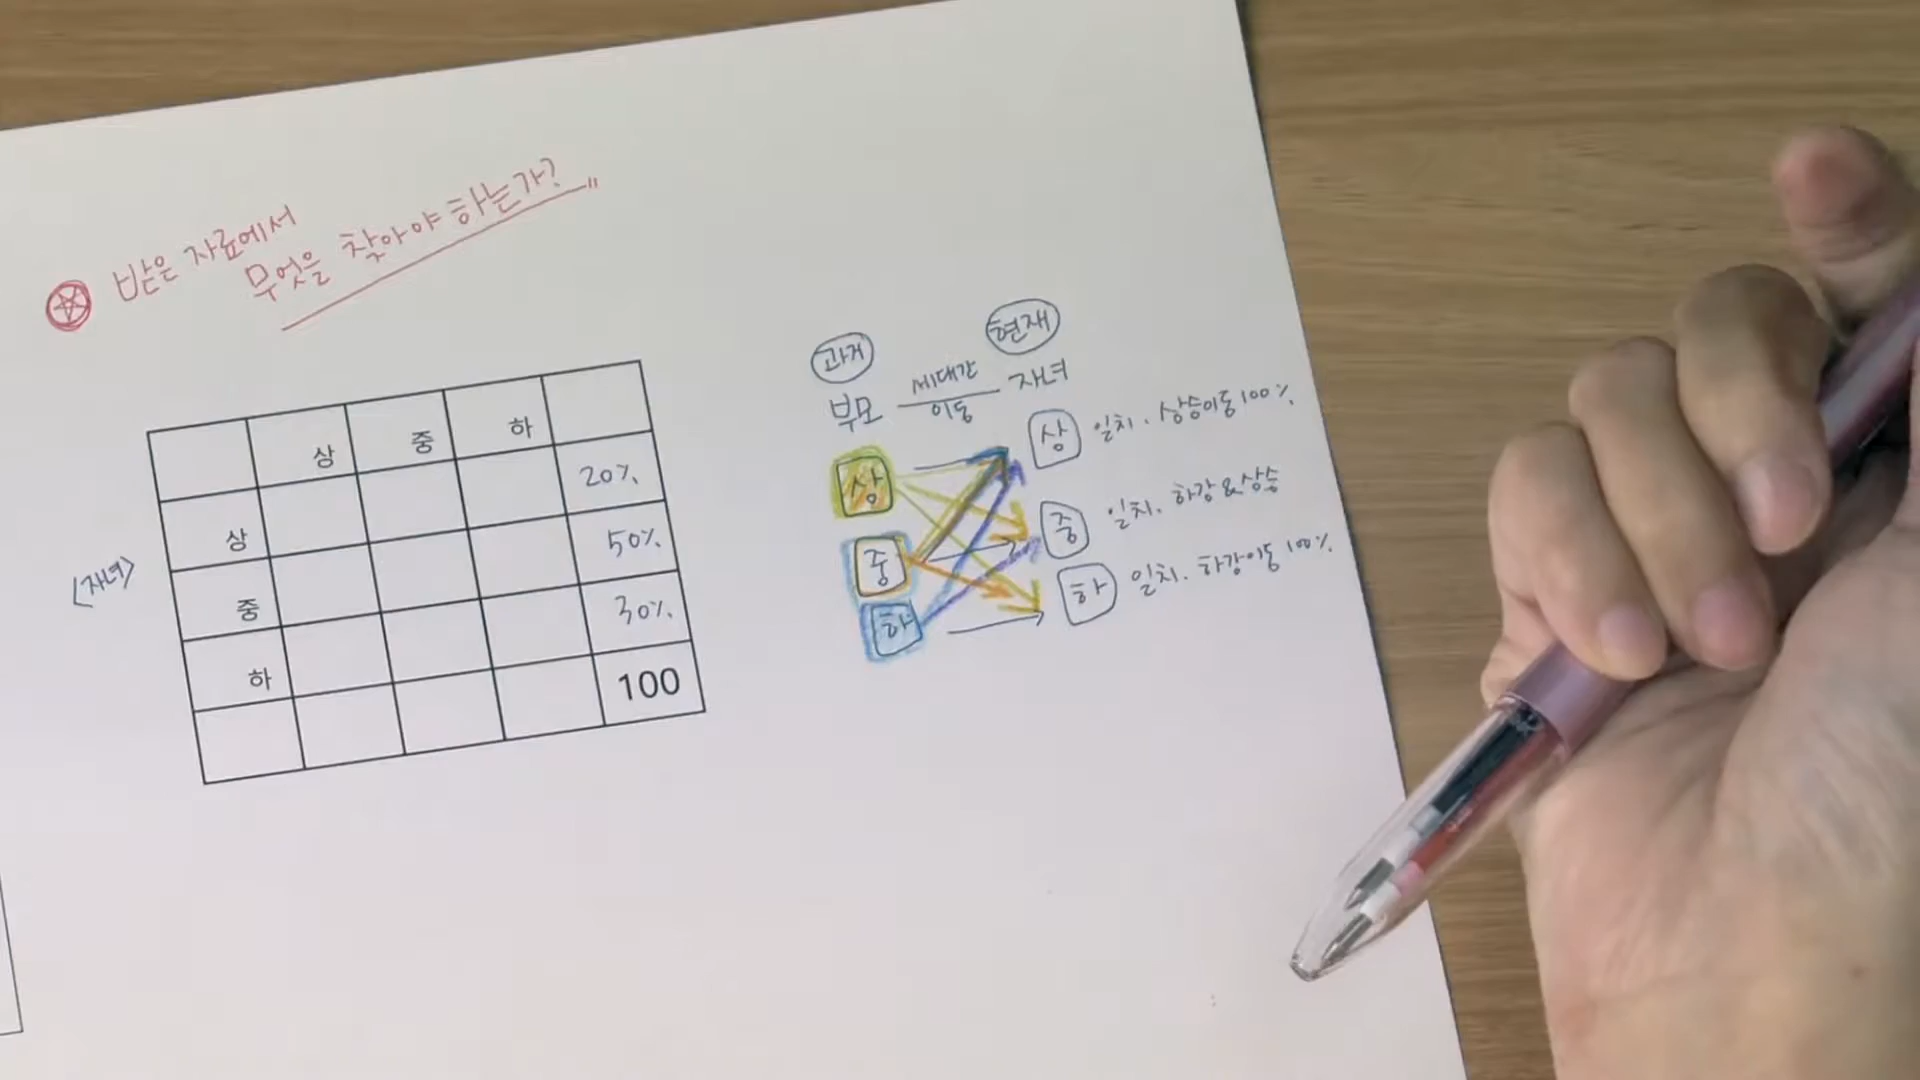 받은 자료에서
무엇을 찾아야 하는가?
상 중 하
20%
상 50%
<자녀>
중 30%
하 100
과거 현재
부모 세대간 이동 자녀
상 상 일치. 상승이동 100%
중 중 일치. 하강 & 상승
하 하 일치. 하강이동 100%